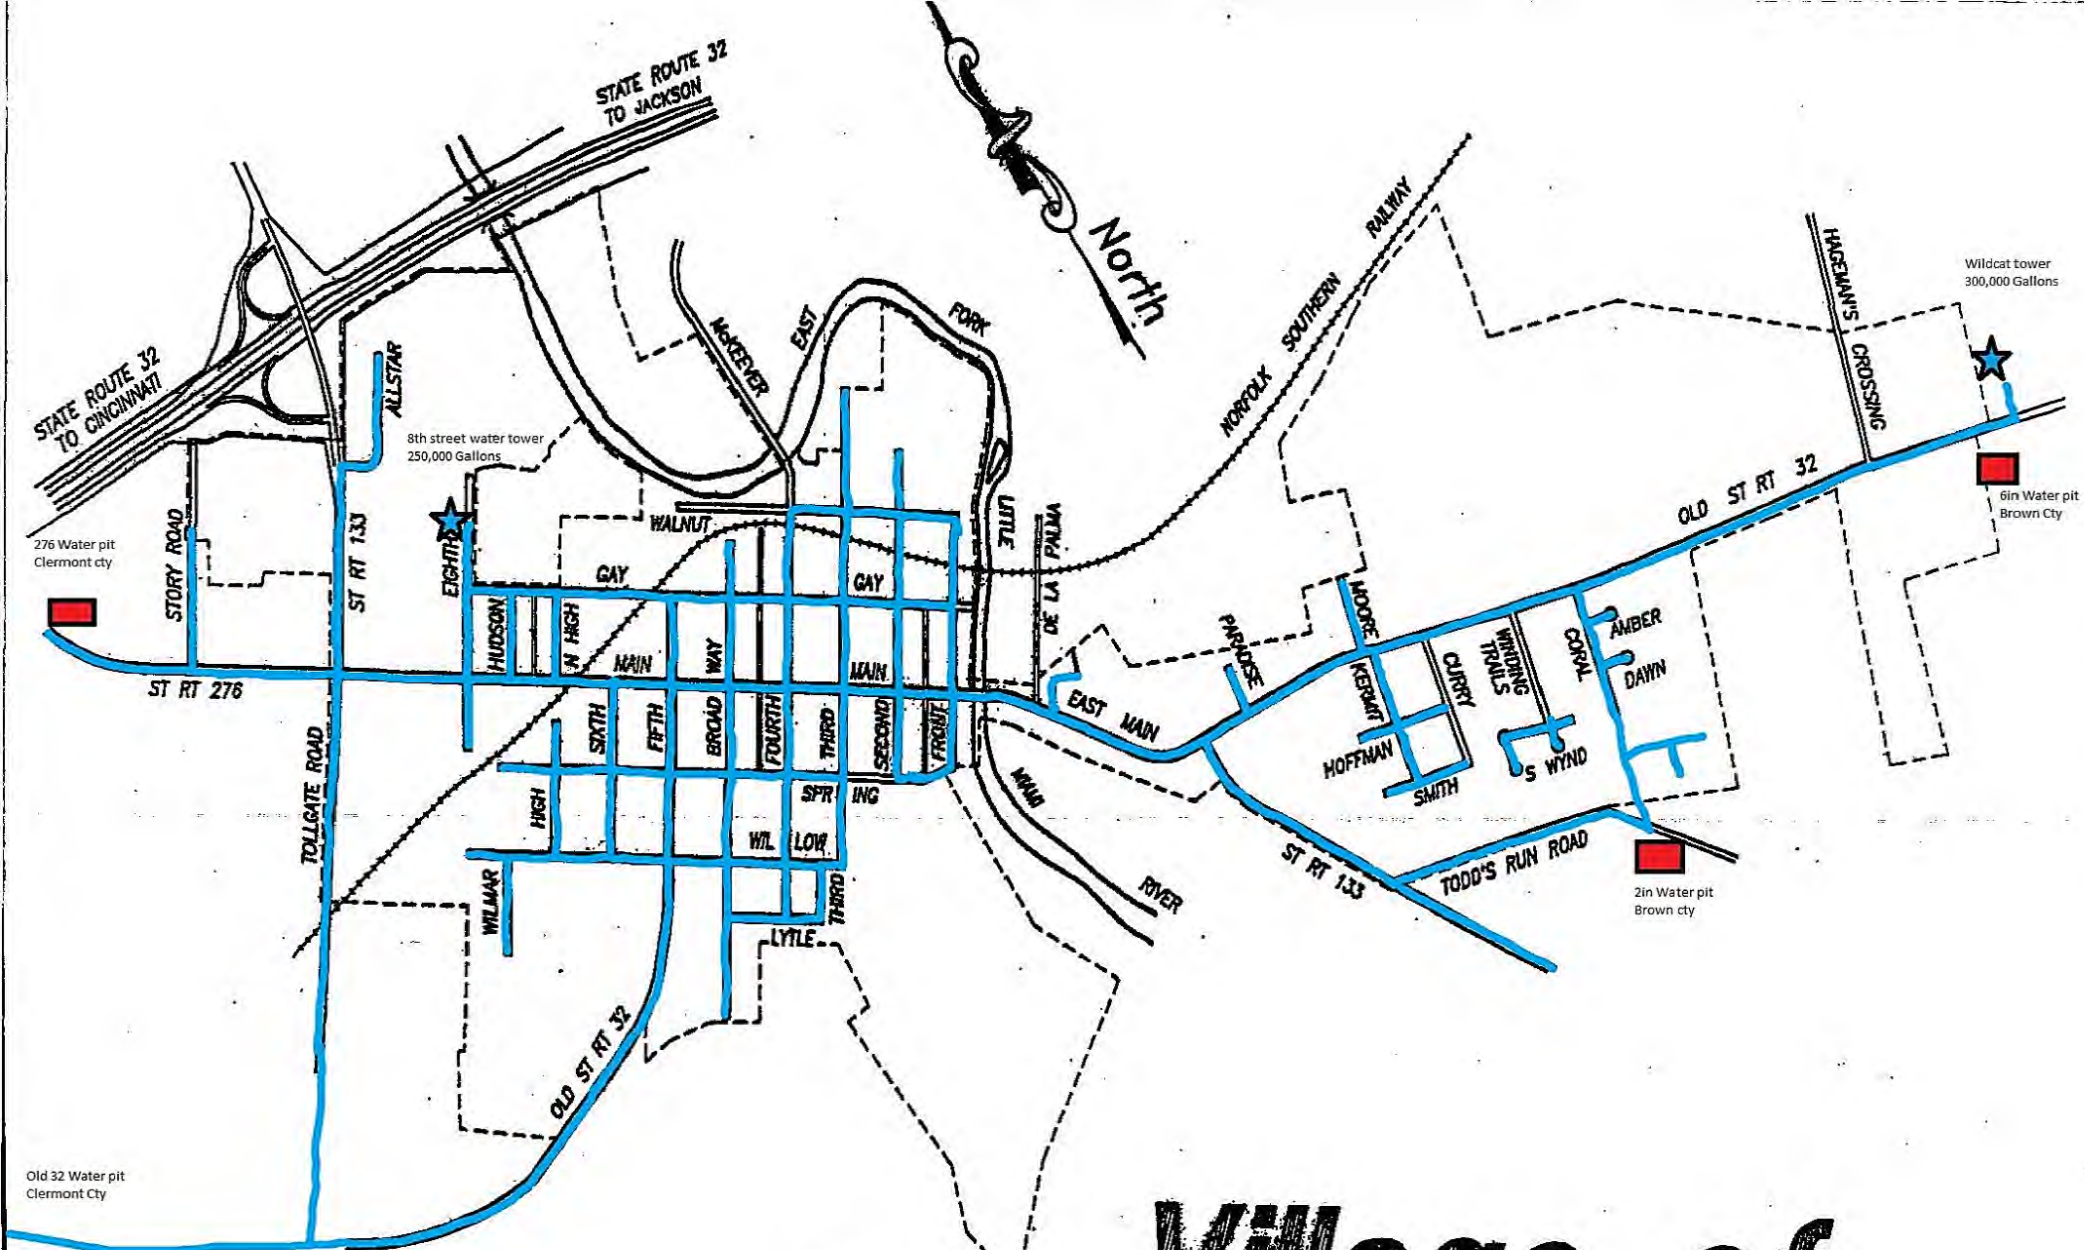 STATE ROUTE 32
TO JACKSON
North
NORFOLK SOUTHERN RAILWAY
HAGEMAN'S CROSSING
Wildcat tower
300,000 Gallons
STATE ROUTE 32
TO CINCINNATI
ALLSTAR
McKEEVER
EAST
FORK
LITTLE
MIAMI
RIVER
8th street water tower
250,000 Gallons
6in Water pit
Brown Cty
OLD ST RT 32
276 Water pit
Clermont cty
STORY ROAD
ST RT 133
EIGHTH
WALNUT
DE LA PALMA
GAY
GAY
HUDSON
N HIGH
MAIN
WAY
MAIN
PARADISE
MOORE
KERMIT
CURRY
WINDING
TRAILS
CORAL
AMBER
DAWN
ST RT 276
EAST MAIN
TOLLGATE ROAD
SIXTH
FIFTH
BROAD
FOURTH
THIRD
SECOND
FRONT
HOFFMAN
SMITH
S WYND
HIGH
SPR ING
WIL LOW
WILMAR
THIRD
LYTLE
ST RT 133
TODD'S RUN ROAD
2in Water pit
Brown cty
OLD ST RT 32
Old 32 Water pit
Clermont Cty
Village of